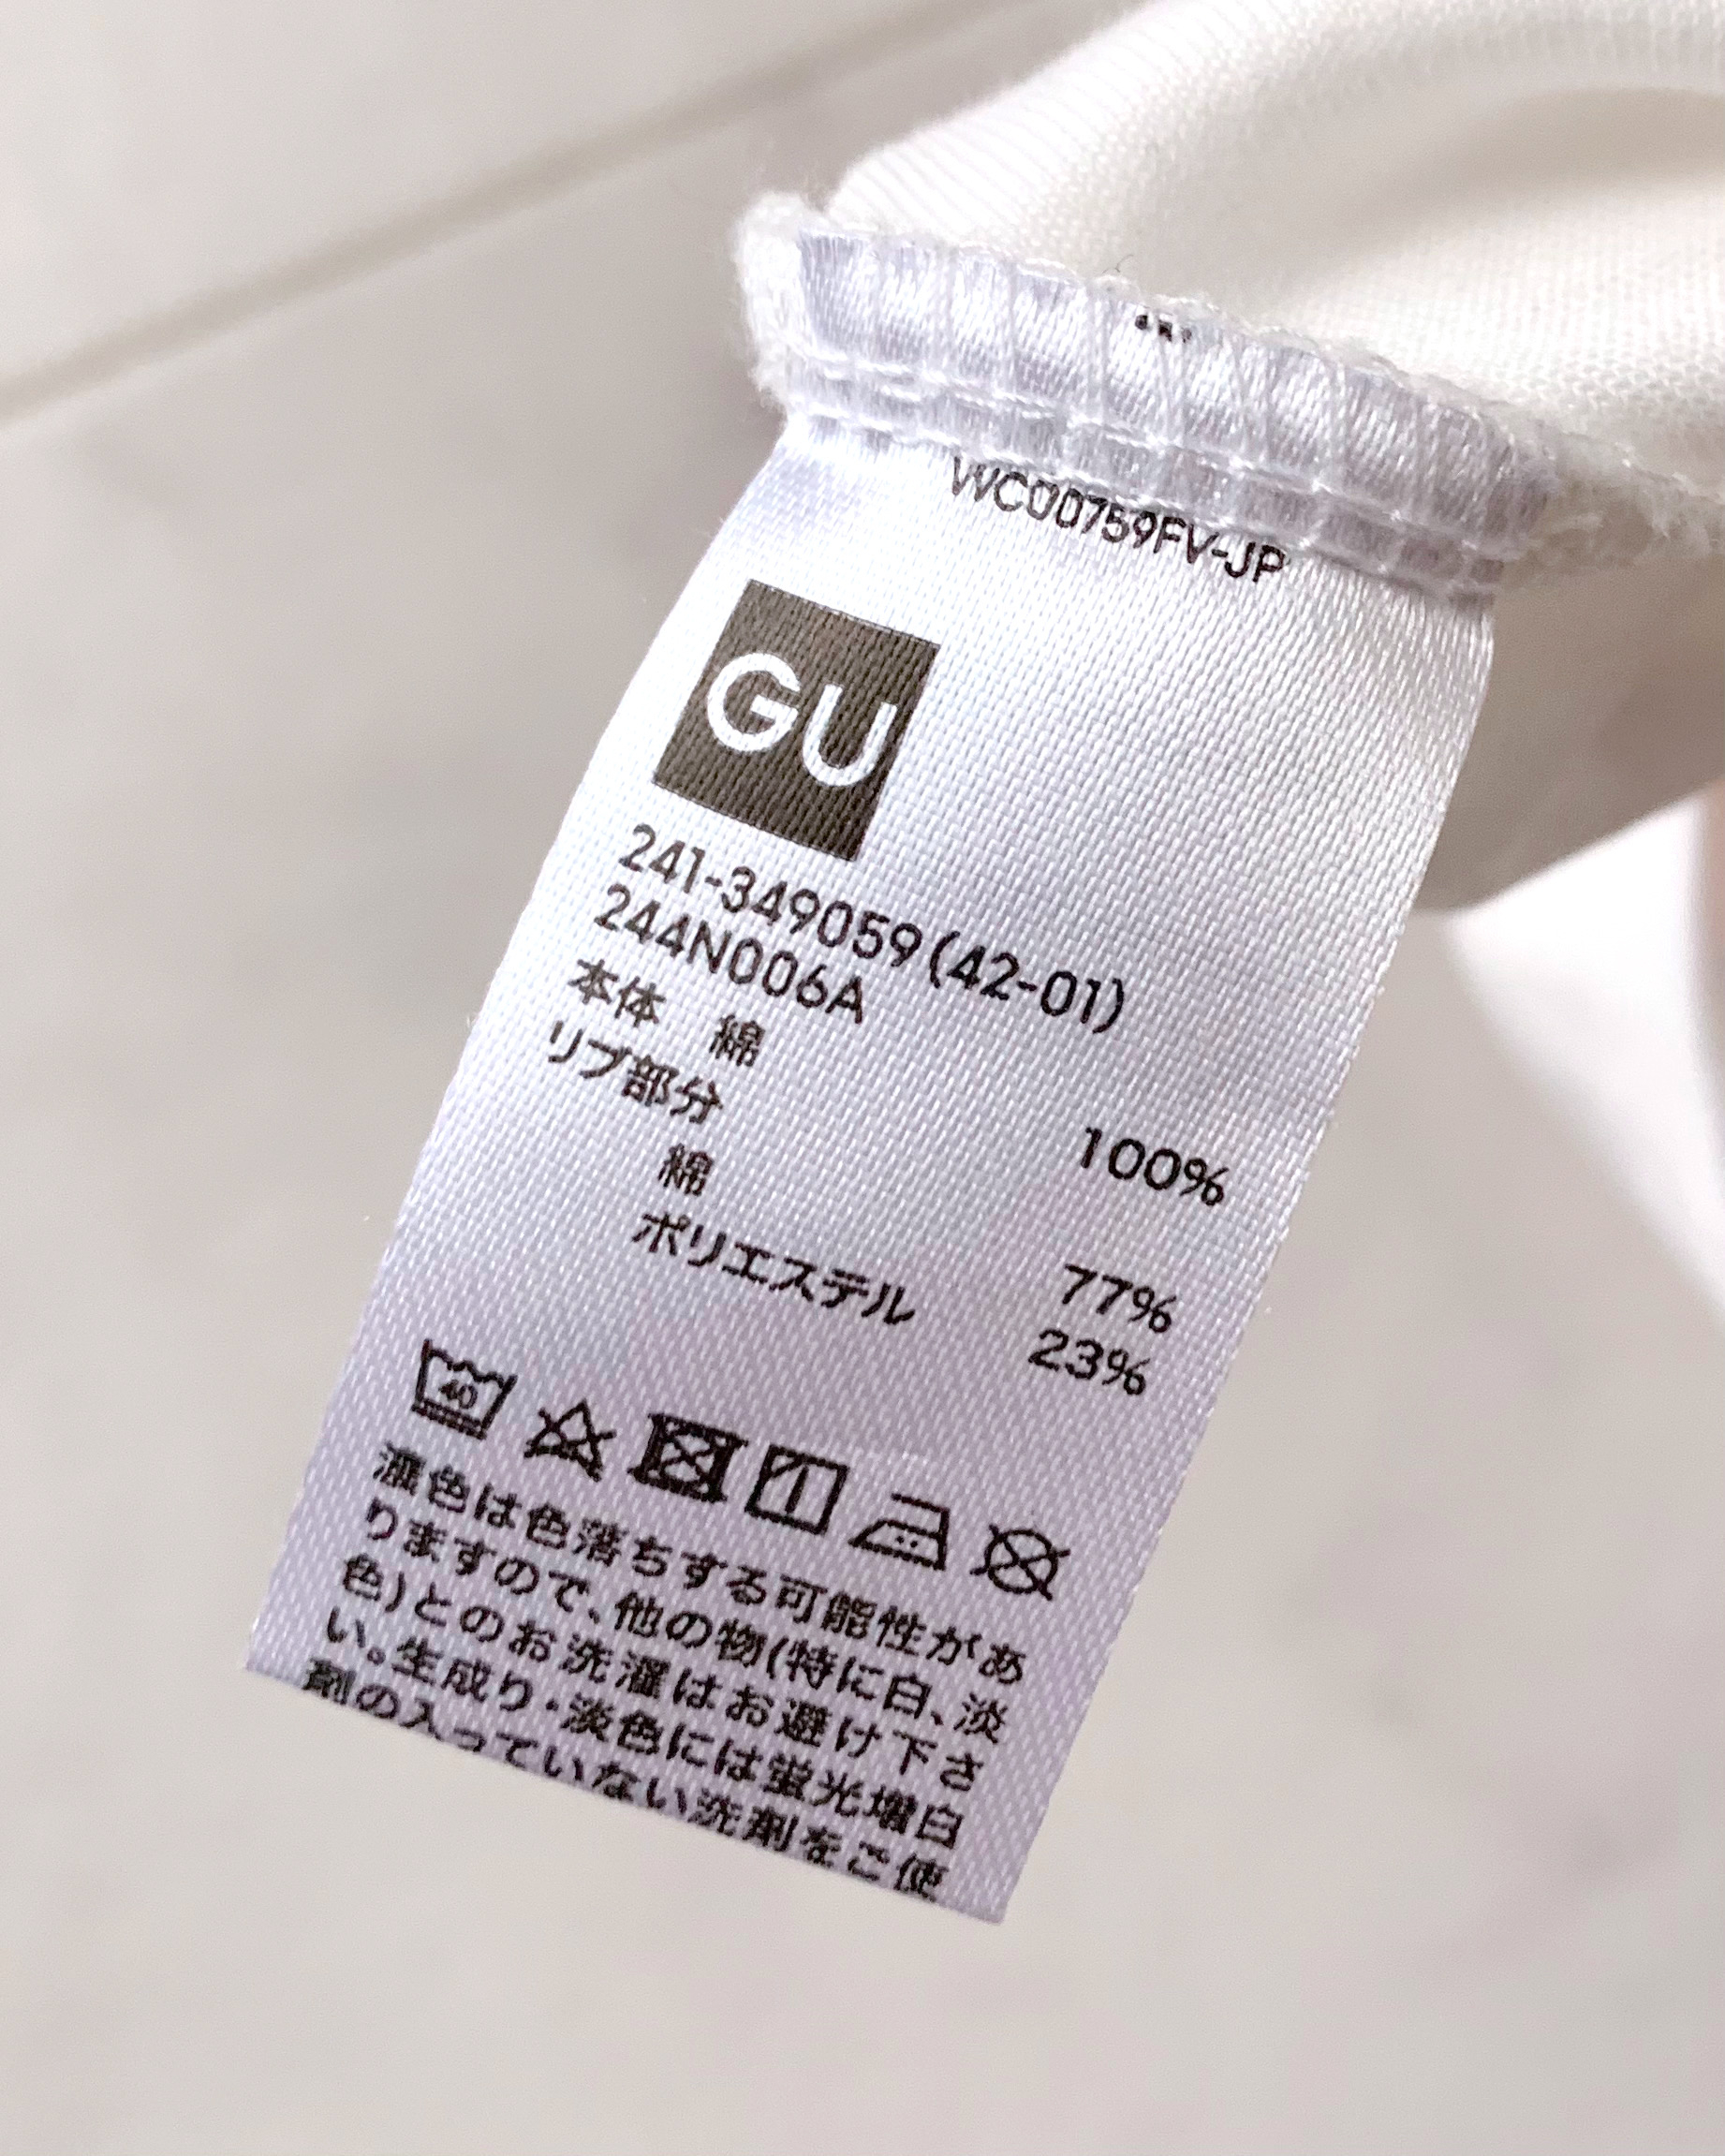 WC00759FV-JP
GU
241-349059(42-01)
244N006A
本体 綿 100%
リブ部分
綿 77%
ポリエステル 23%
40
濃色は色落ちする可能性があ
りますので、他の物(特に白、淡
色)とのお洗濯はお避け下さ
い。生成り・淡色には蛍光増白
剤の入っていない洗剤をご使